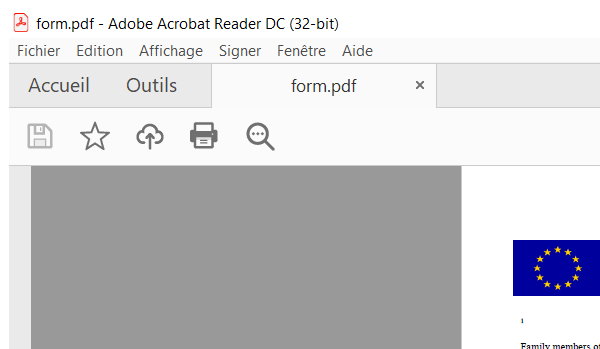 form.pdf - Adobe Acrobat Reader DC (32-bit)
Fichier Edition Affichage Signer Fenêtre Aide
Accueil Outils form.pdf ×
1
Family members of